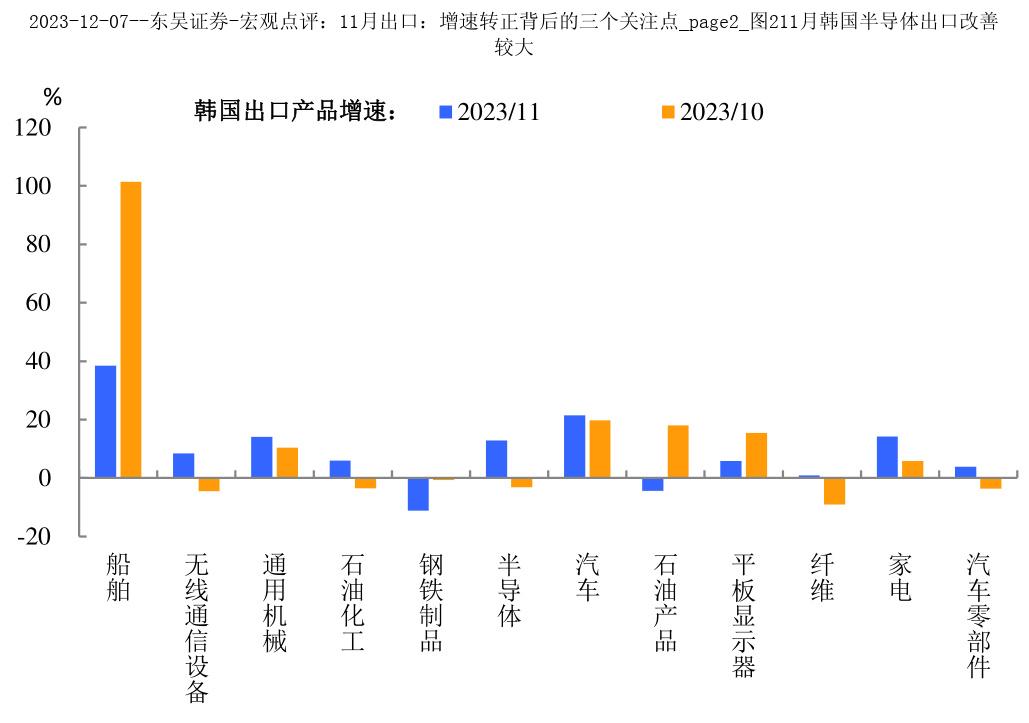 2023-12-07--东吴证券-宏观点评：11月出口：增速转正背后的三个关注点_page2_图211月韩国半导体出口改善
较大
%
韩国出口产品增速：
2023/11
2023/10
120
100
80
60
40
20
0
-20
船舶
无线通信设备
通用机械
石油化工
钢铁制品
半导体
汽车
石油产品
平板显示器
纤维
家电
汽车零部件